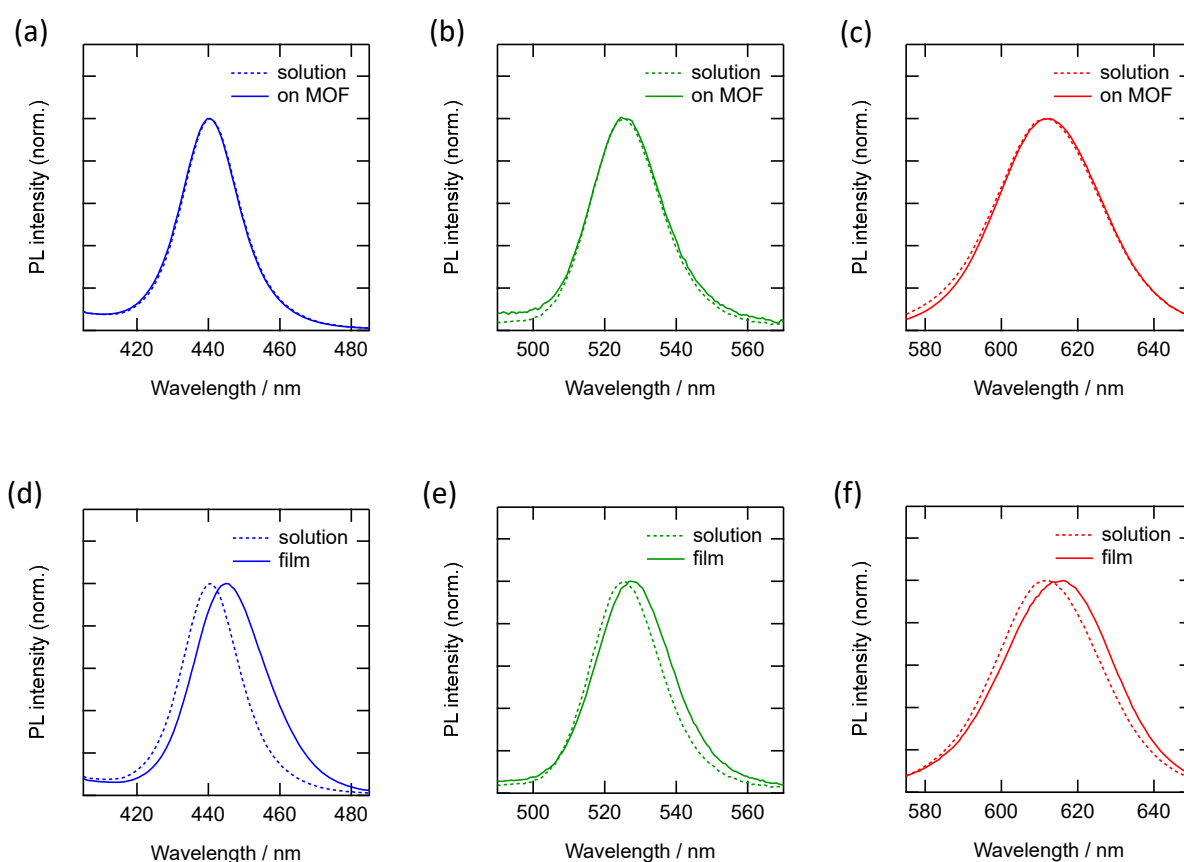 (a)
PL intensity (norm.)
solution
on MOF
420 440 460 480
Wavelength / nm
(b)
PL intensity (norm.)
solution
on MOF
500 520 540 560
Wavelength / nm
(c)
PL intensity (norm.)
solution
on MOF
580 600 620 640
Wavelength / nm
(d)
PL intensity (norm.)
solution
film
420 440 460 480
Wavelength / nm
(e)
PL intensity (norm.)
solution
film
500 520 540 560
Wavelength / nm
(f)
PL intensity (norm.)
solution
film
580 600 620 640
Wavelength / nm